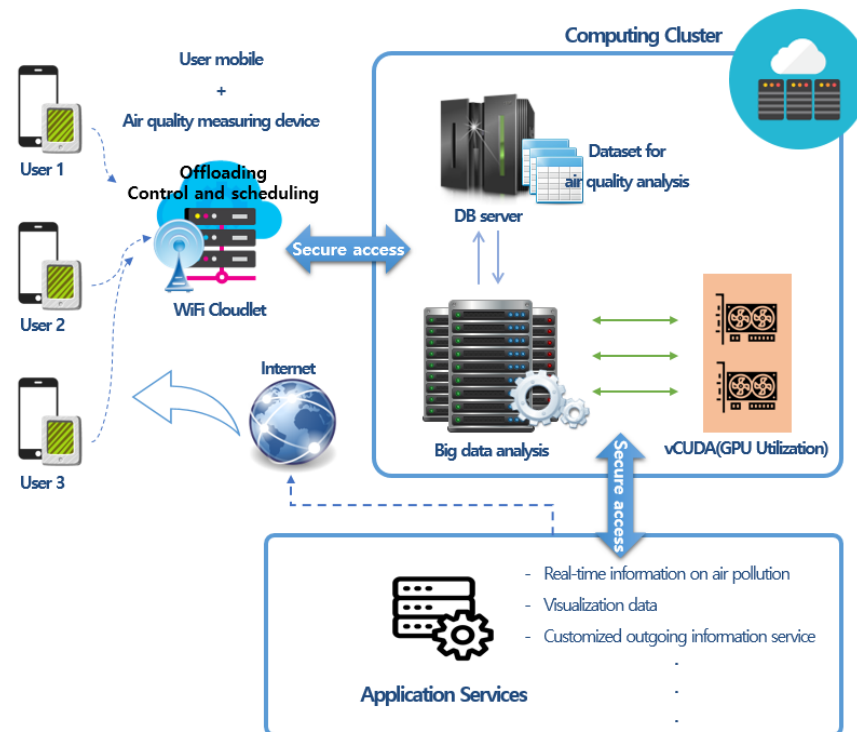 Computing Cluster
User mobile
+
Air quality measuring device
User 1
Offloading
Control and scheduling
Dataset for
air quality analysis
DB server
Secure access
User 2
WiFi Cloudlet
Internet
User 3
Big data analysis
vCUDA(GPU Utilization)
Secure access
- Real-time information on air pollution
- Visualization data
- Customized outgoing information service
.
.
.
Application Services